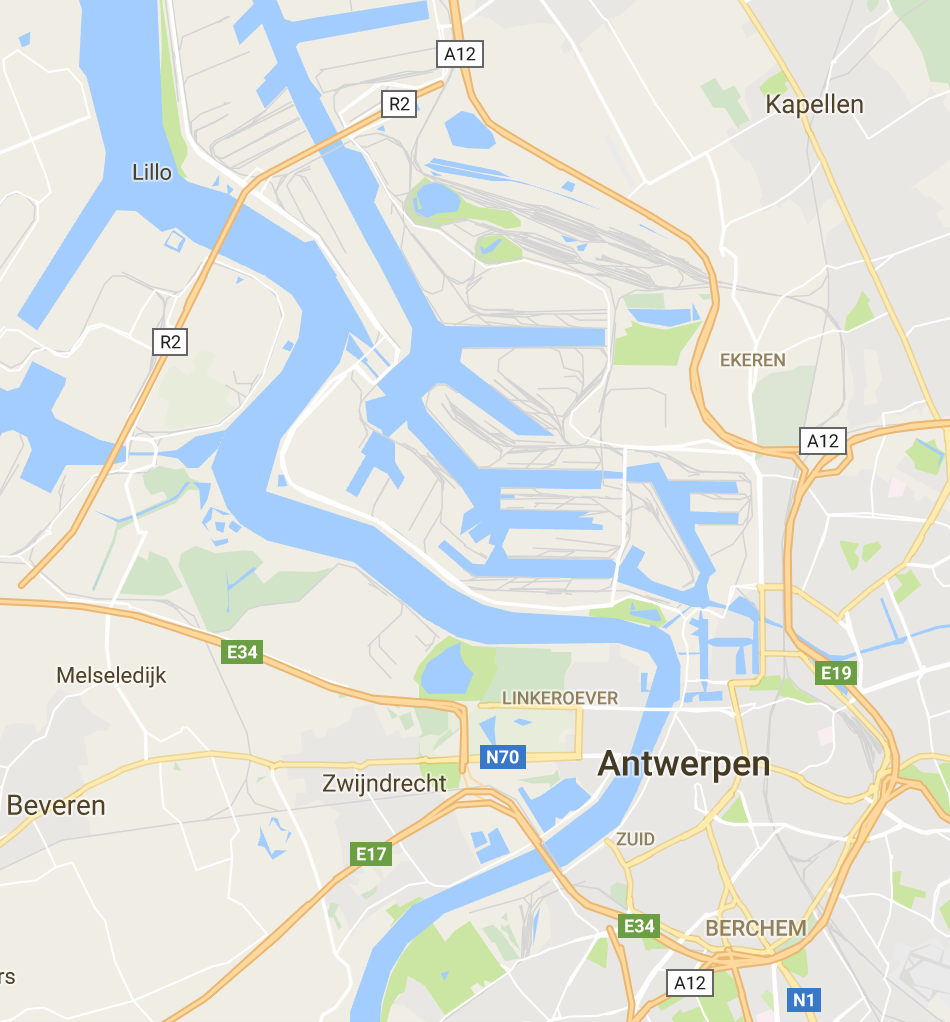 A12
R2
Kapellen
Lillo
R2
EKEREN
A12
E34
Melseledijk
E19
LINKEROEVER
N70
Antwerpen
Zwijndrecht
Beveren
ZUID
E17
E34
BERCHEM
rs
A12
N1